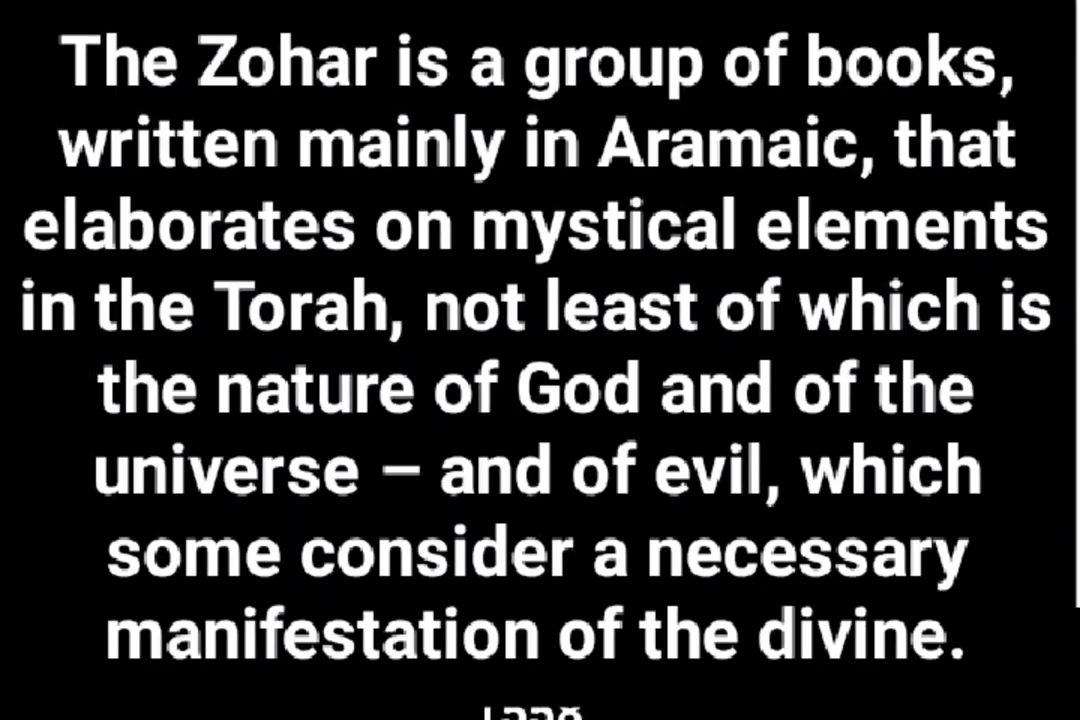 The Zohar is a group of books,
written mainly in Aramaic, that
elaborates on mystical elements
in the Torah, not least of which is
the nature of God and of the
universe – and of evil, which
some consider a necessary
manifestation of the divine.